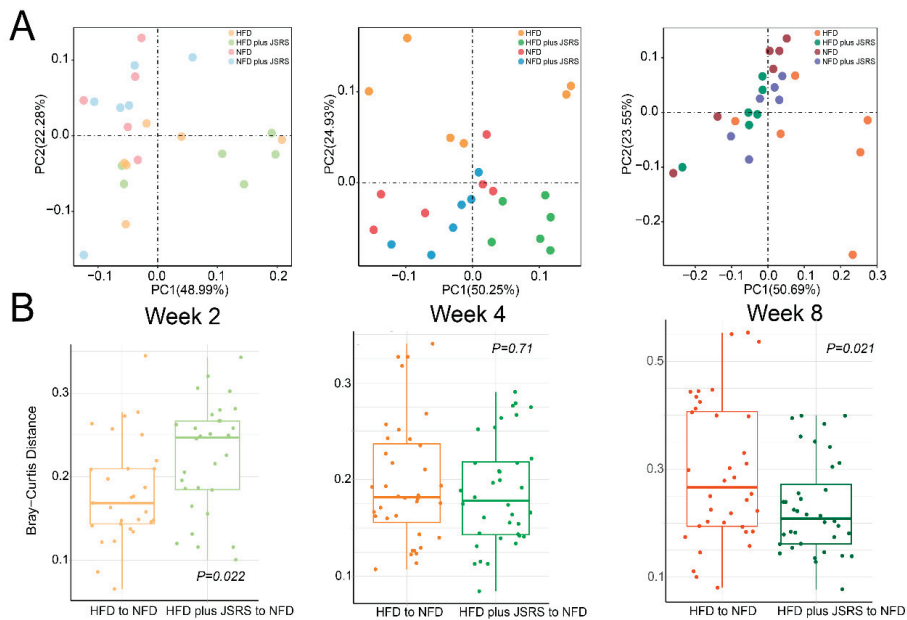 A
HFD
HFD plus JSRS
NFD
NFD plus JSRS
PC2(22.28%)
0.1
0.0
−0.1
−0.1
0.0
0.1
0.2
PC1(48.99%)
HFD
HFD plus JSRS
NFD
NFD plus JSRS
PC2(24.93%)
0.1
0.0
−0.1
0.0
0.1
PC1(50.25%)
HFD
HFD plus JSRS
NFD
NFD plus JSRS
PC2(23.55%)
0.1
0.0
−0.1
−0.2
−0.2
−0.1
0.0
0.1
0.2
0.3
PC1(50.69%)
B
Week 2
Week 4
Week 8
Bray−Curtis Distance
0.3
0.2
0.1
P=0.022
HFD to NFD
HFD plus JSRS to NFD
0.3
0.2
0.1
P=0.71
HFD to NFD
HFD plus JSRS to NFD
0.5
0.3
0.1
P=0.021
HFD to NFD
HFD plus JSRS to NFD